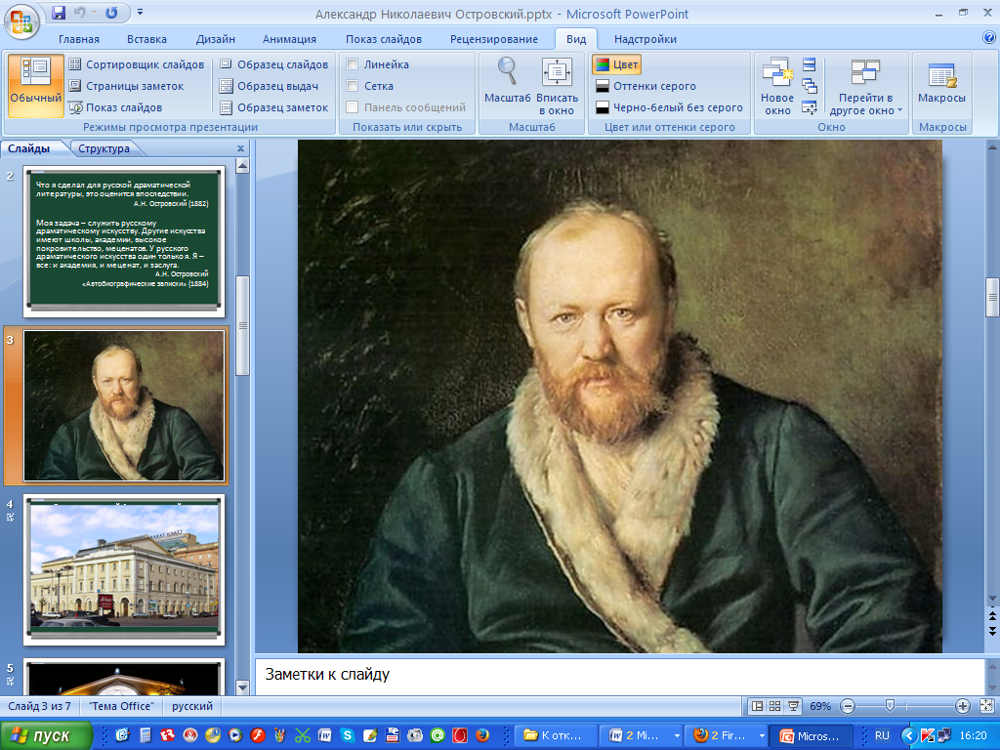 Александр Николаевич Островский.pptx - Microsoft PowerPoint
Главная Вставка Дизайн Анимация Показ слайдов Рецензирование Вид Надстройки
Обычный
Сортировщик слайдов
Страницы заметок
Показ слайдов
Образец слайдов
Образец выдач
Образец заметок
Режимы просмотра презентации
Линейка
Сетка
Панель сообщений
Показать или скрыть
Масштаб
Вписать
в окно
Масштаб
Цвет
Оттенки серого
Черно-белый без серого
Цвет или оттенки серого
Новое
окно
Перейти в
другое окно
Окно
Макросы
Макросы
Слайды Структура x
2
Что я сделал для русской драматической
литературы, это оценится впоследствии.
А.Н. Островский (1882)
Моя задача – служить русскому
драматическому искусству. Другие искусства
имеют школы, академии, высокое
покровительство, меценатов. У русского
драматического искусства один только я. Я –
все: и академия, и меценат, и заслуга.
А.Н. Островский
«Автобиографические записки» (1884)
3
4
5
Заметки к слайду
Слайд 3 из 7 "Тема Office" русский 69%
пуск К отк... 2 Mi... 2 Fir... Micros... RU 16:20